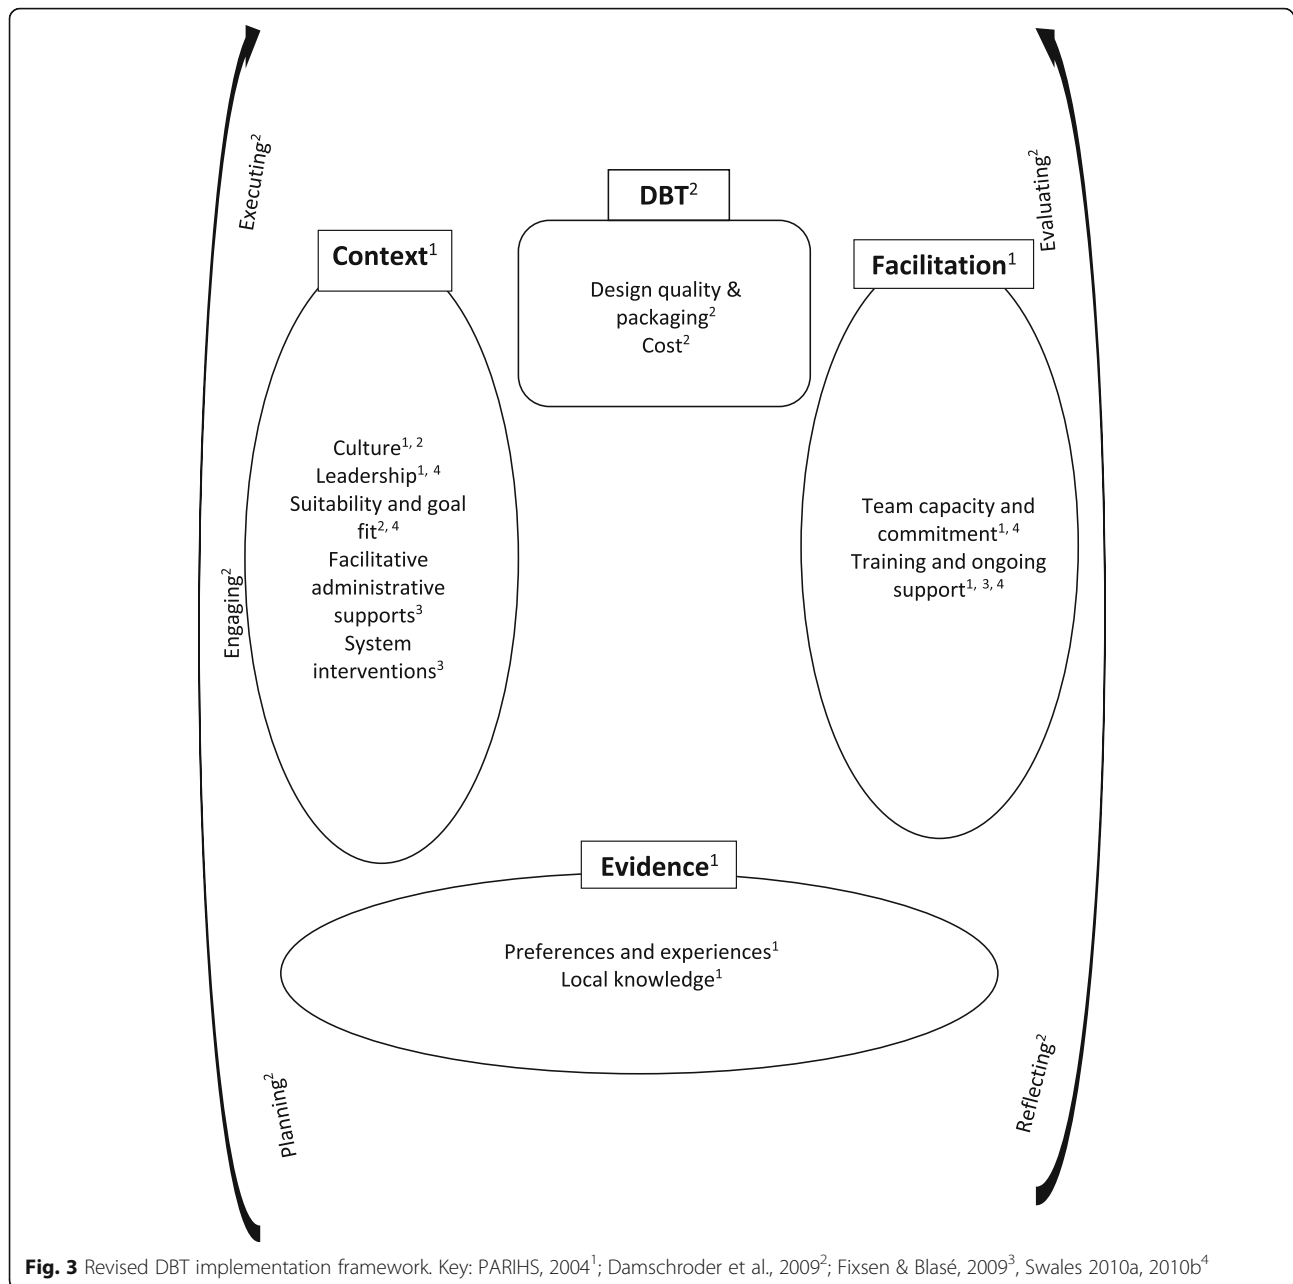 Executing²
Evaluating²
DBT²
Context¹
Facilitation¹
Design quality &
packaging²
Cost²
Culture¹, ²
Leadership¹, ⁴
Suitability and goal
fit², ⁴
Facilitative
administrative
supports³
System
interventions³
Team capacity and
commitment¹, ⁴
Training and ongoing
support¹, ³, ⁴
Engaging²
Evidence¹
Preferences and experiences¹
Local knowledge¹
Planning²
Reflecting²
Fig. 3 Revised DBT implementation framework. Key: PARIHS, 2004¹; Damschroder et al., 2009²; Fixsen & Blasé, 2009³, Swales 2010a, 2010b⁴